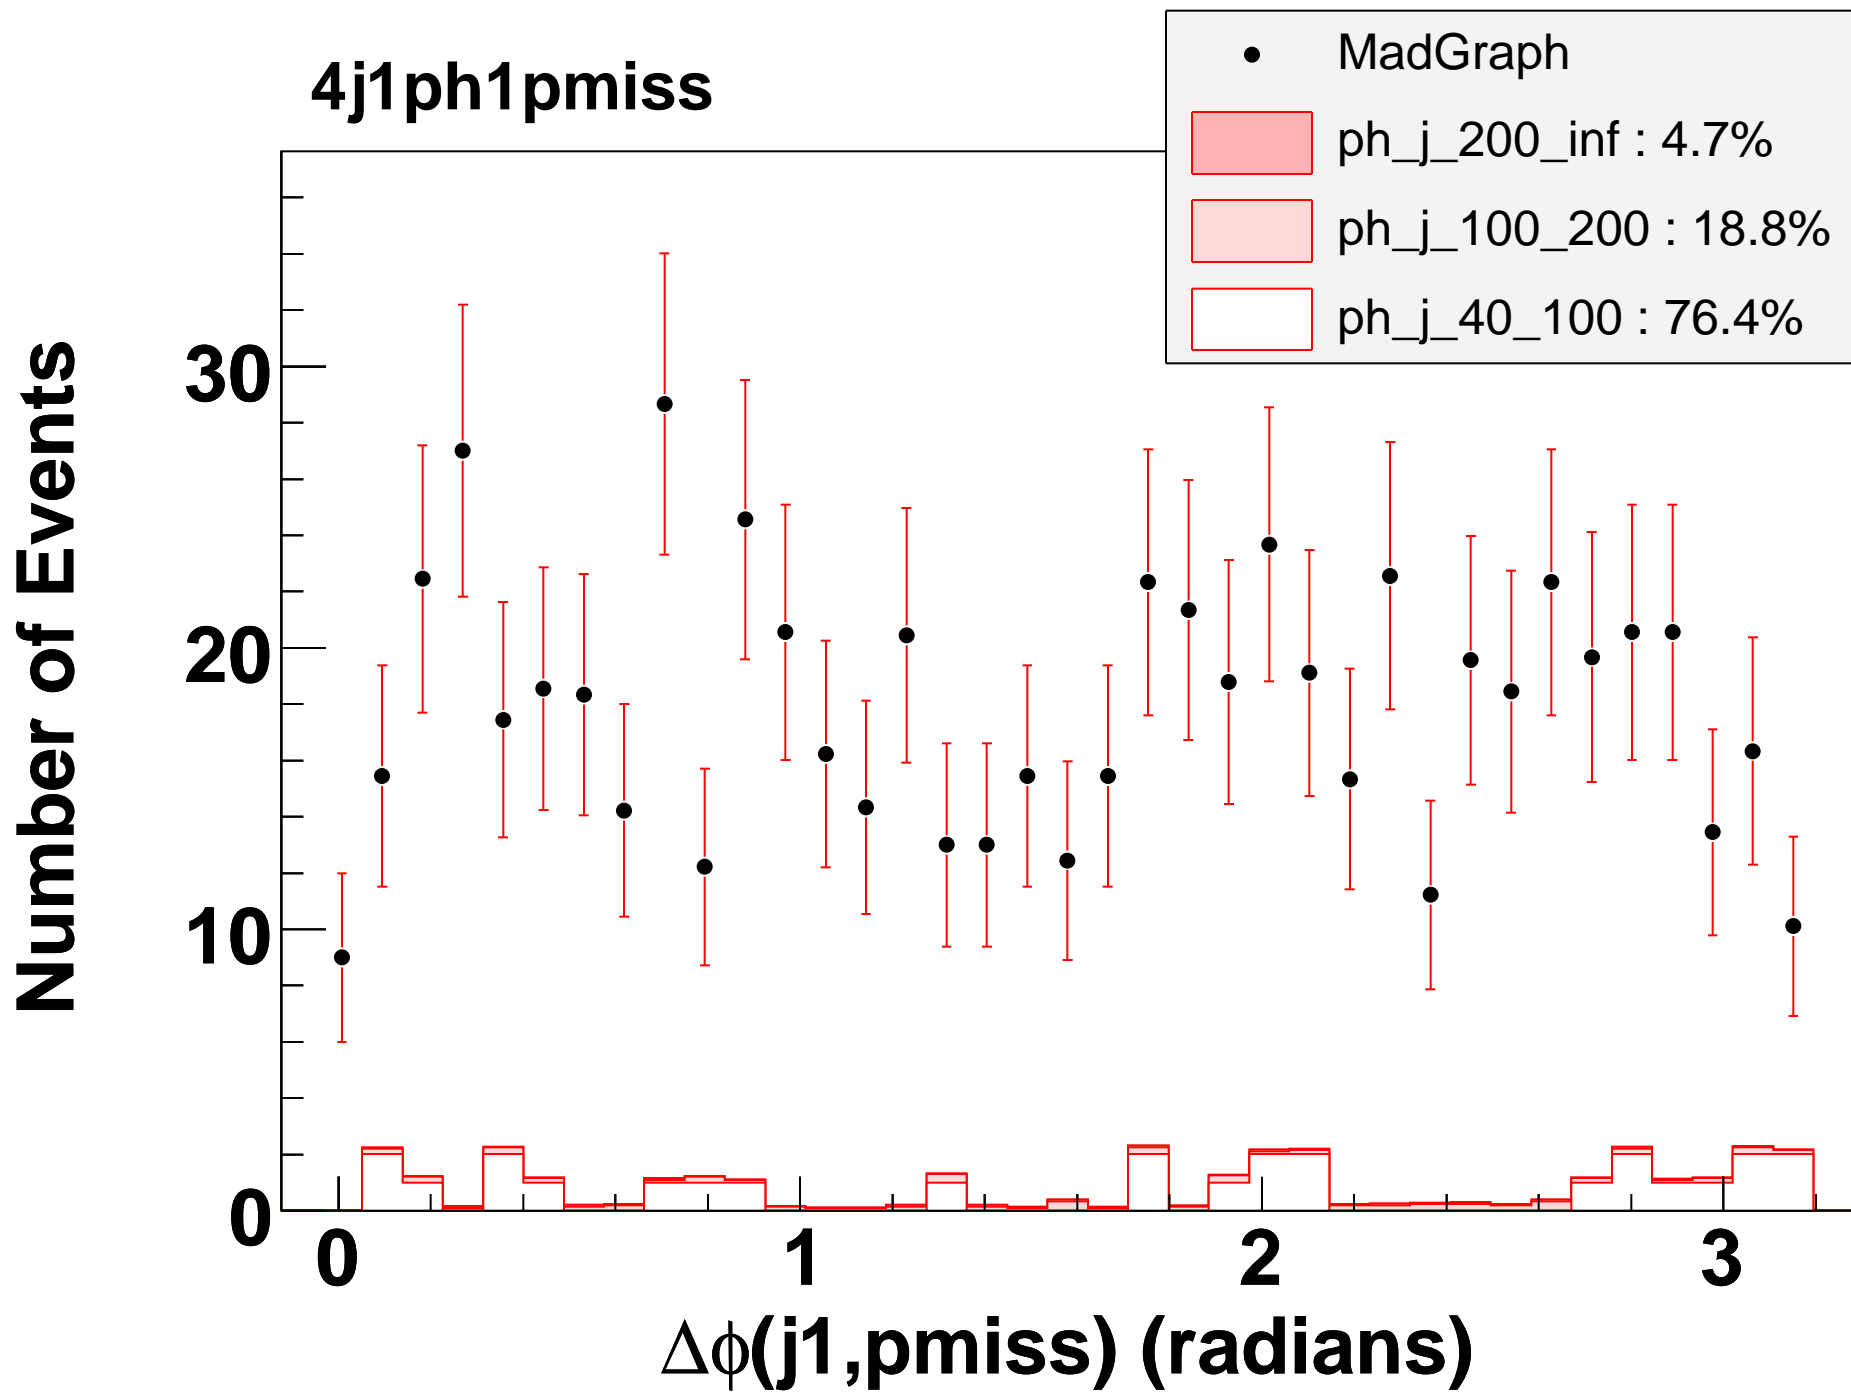 4j1ph1pmiss
MadGraph
ph_j_200_inf : 4.7%
ph_j_100_200 : 18.8%
ph_j_40_100 : 76.4%
Number of Events
30
20
10
0
0 1 2 3
Δϕ(j1,pmiss) (radians)